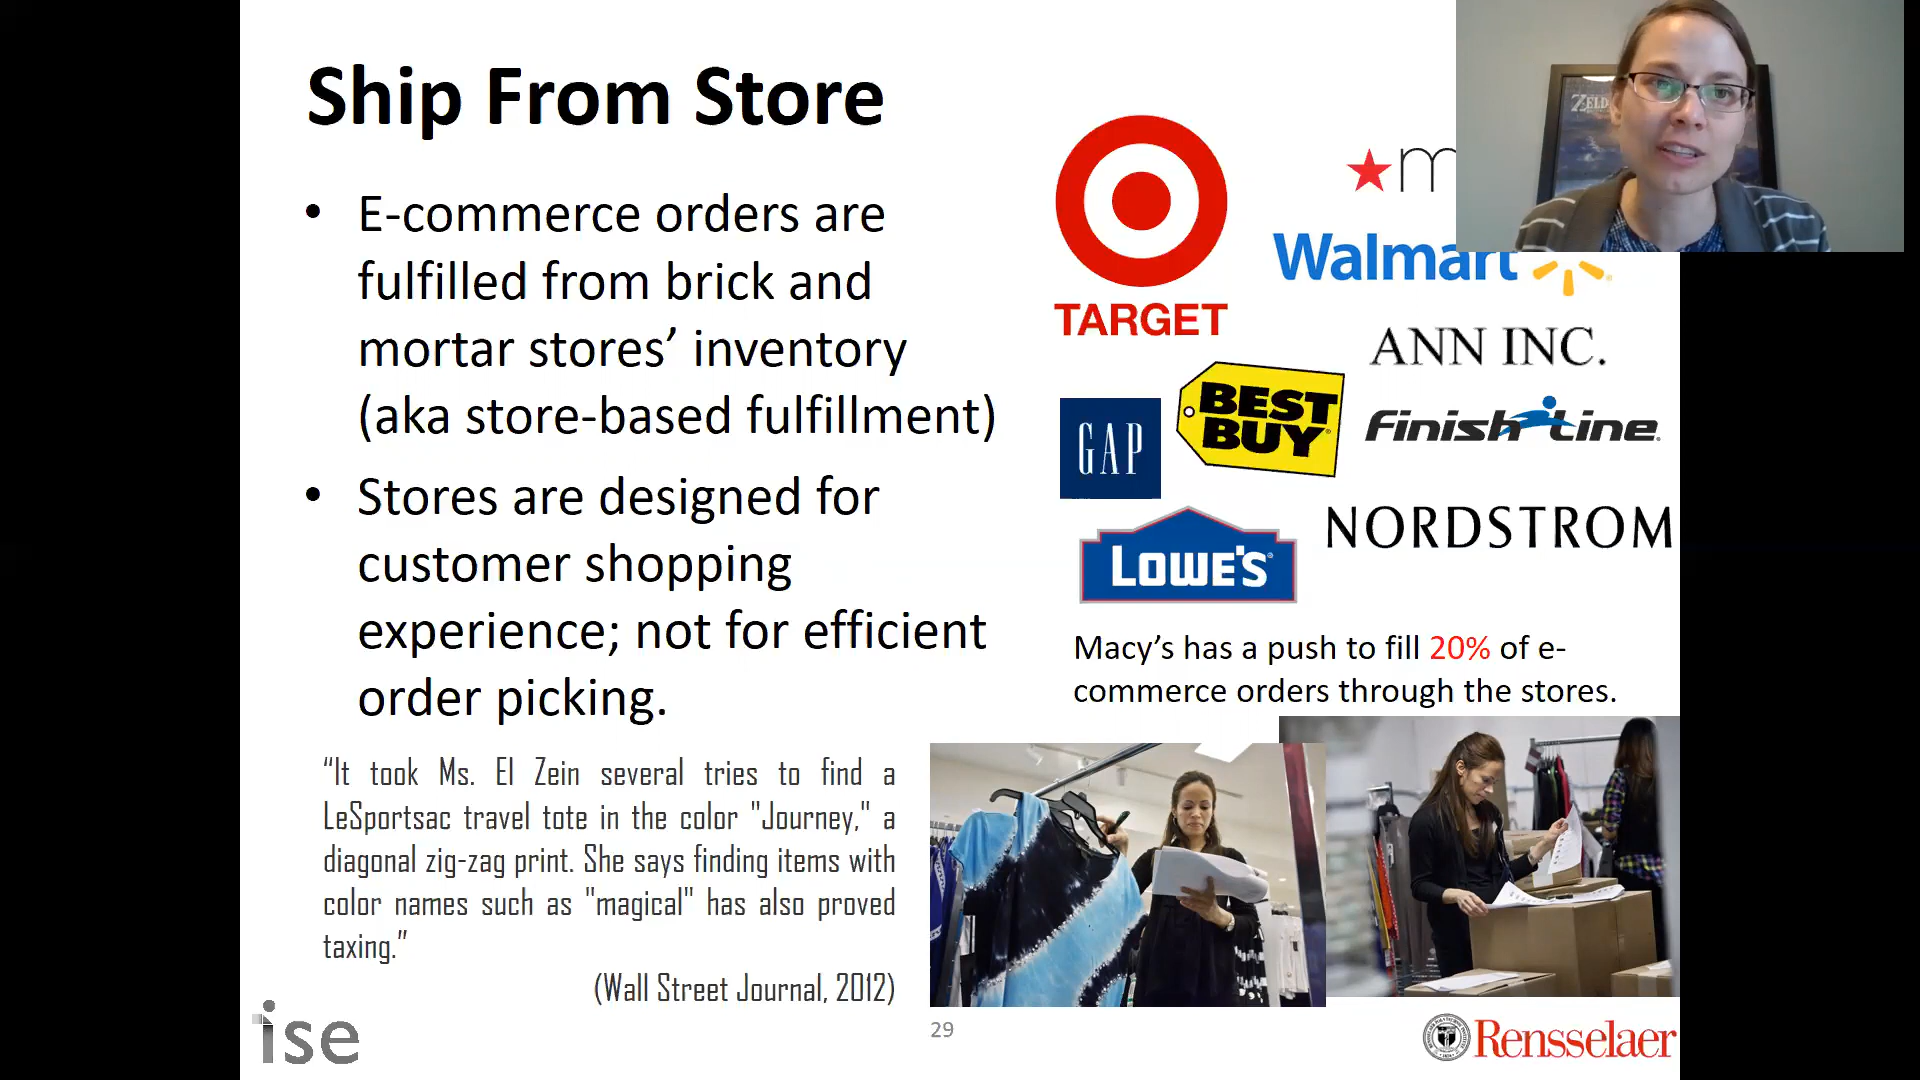 Ship From Store
• E-commerce orders are
fulfilled from brick and
mortar stores’ inventory
(aka store-based fulfillment)
• Stores are designed for
customer shopping
experience; not for efficient
order picking.
“It took Ms. El Zein several tries to find a
LeSportsac travel tote in the color "Journey," a
diagonal zig-zag print. She says finding items with
color names such as "magical" has also proved
taxing.”
(Wall Street Journal, 2012)
TARGET
m
Walmart
ANN INC.
GAP
BEST
BUY
Finish Line
LOWE'S
NORDSTROM
Macy’s has a push to fill 20% of e-
commerce orders through the stores.
ZELD
ise
29
Rensselaer